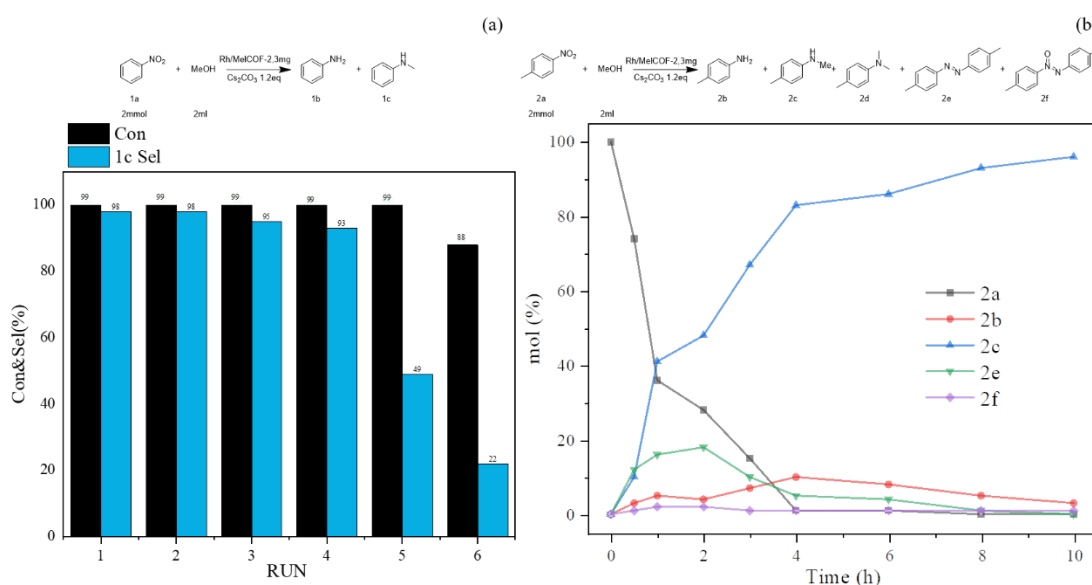 (a)
NO₂
+ MeOH
Rh/MelCOF-2,3mg
Cs₂CO₃ 1.2eq
NH₂
+
H
N
1a
2mmol
2ml
1b
1c
Con
1c Sel
Con&Sel(%)
100
80
60
40
20
0
99
98
99
98
99
95
99
93
99
49
88
22
1
2
3
4
5
6
RUN
(b
NO₂
+ MeOH
Rh/MelCOF-2,3mg
Cs₂CO₃ 1.2eq
NH₂
+
H
N
Me
+
N
+
N
N
+
O
N
N
2a
2mmol
2ml
2b
2c
2d
2e
2f
mol (%)
100
80
60
40
20
0
2a
2b
2c
2e
2f
0
2
4
6
8
10
Time (h)